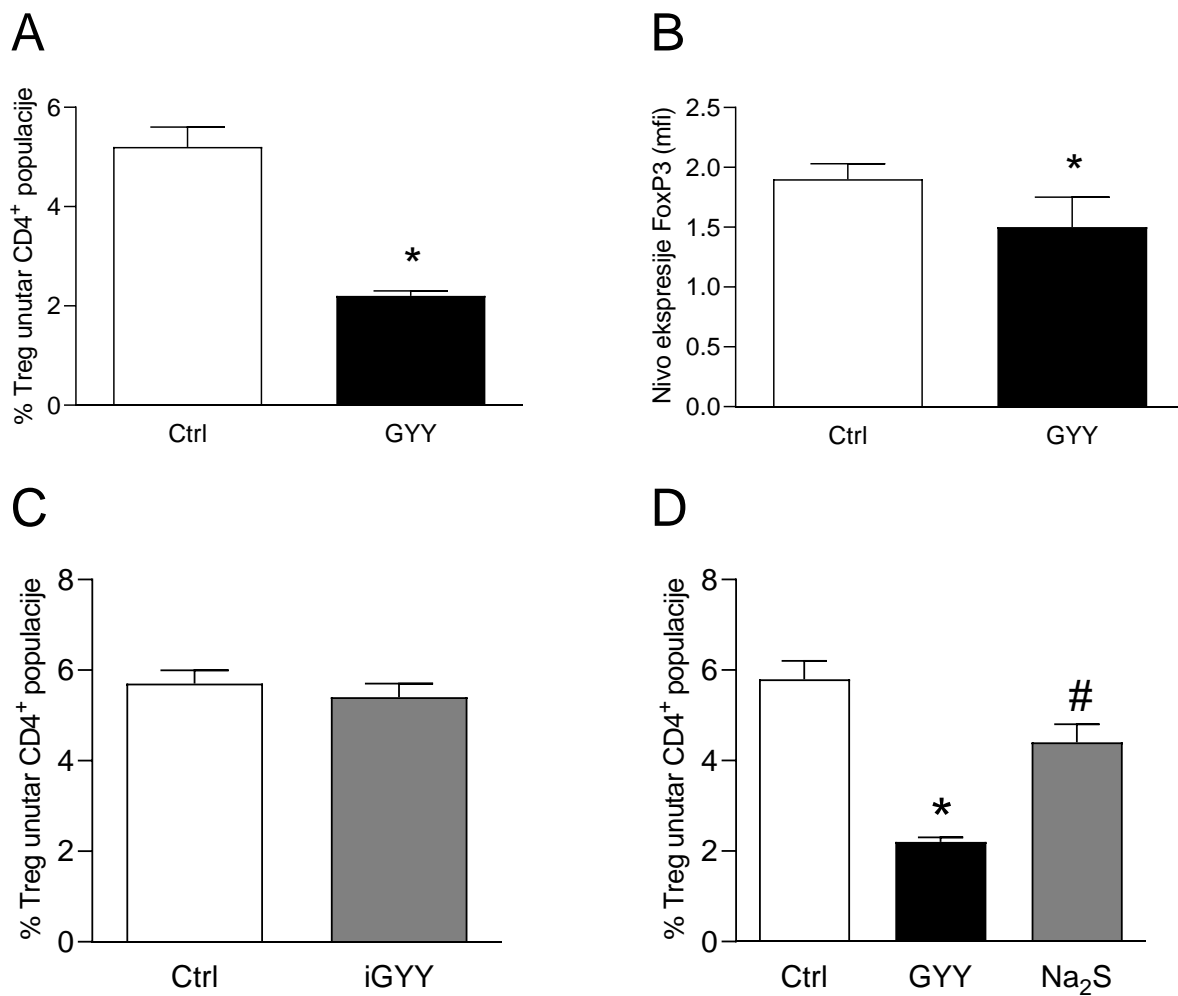 A
% Treg unutar CD4⁺ populacije
6
4
2
0
*
Ctrl
GYY
B
Nivo ekspresije FoxP3 (mfi)
2.5
2.0
1.5
1.0
0.5
0.0
*
Ctrl
GYY
C
% Treg unutar CD4⁺ populacije
8
6
4
2
0
Ctrl
iGYY
D
% Treg unutar CD4⁺ populacije
8
6
4
2
0
*
#
Ctrl
GYY
Na₂S